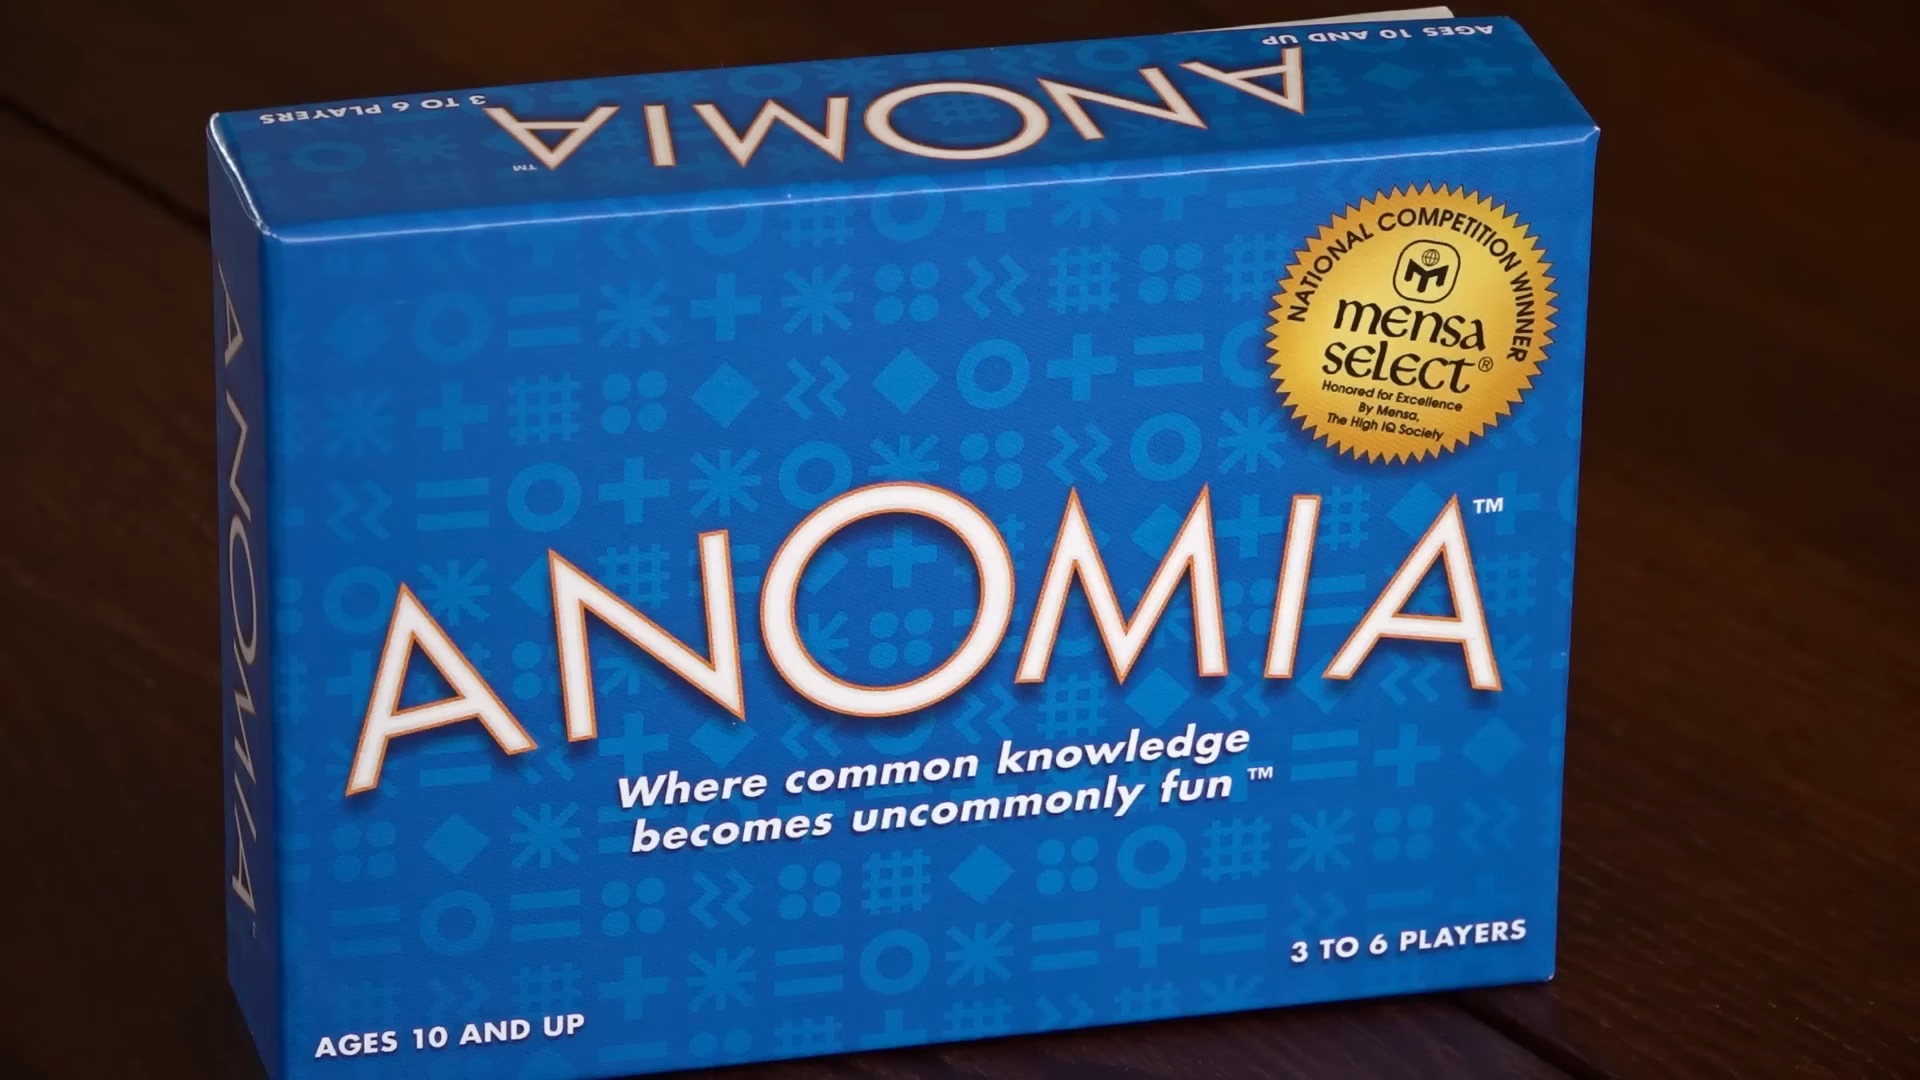 AGES 10 AND UP
ANOMIA
3 TO 6 PLAYERS
™
NATIONAL COMPETITION WINNER
mensa
select®
Honored for Excellence
By Mensa,
The High IQ Society
ANOMIA™
Where common knowledge
becomes uncommonly fun™
3 TO 6 PLAYERS
AGES 10 AND UP
ANOMIA